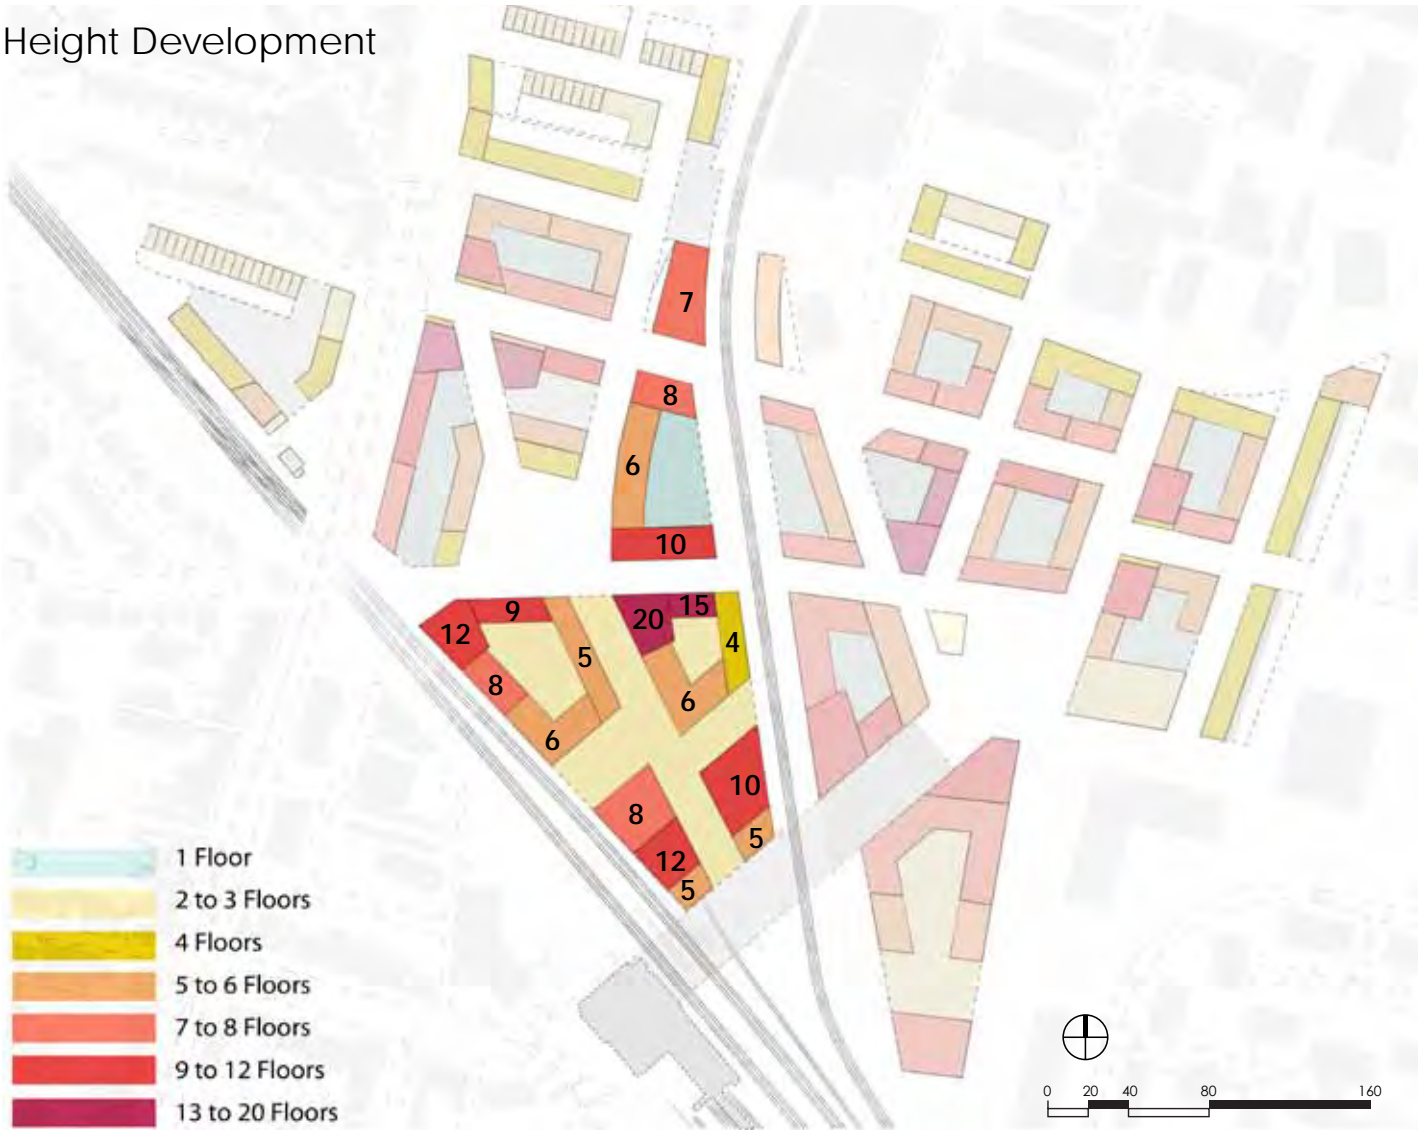 Height Development
7
8
6
10
9
12
20
15
4
5
8
6
6
10
8
5
12
5
1 Floor
2 to 3 Floors
4 Floors
5 to 6 Floors
7 to 8 Floors
9 to 12 Floors
13 to 20 Floors
0 20 40 80 160